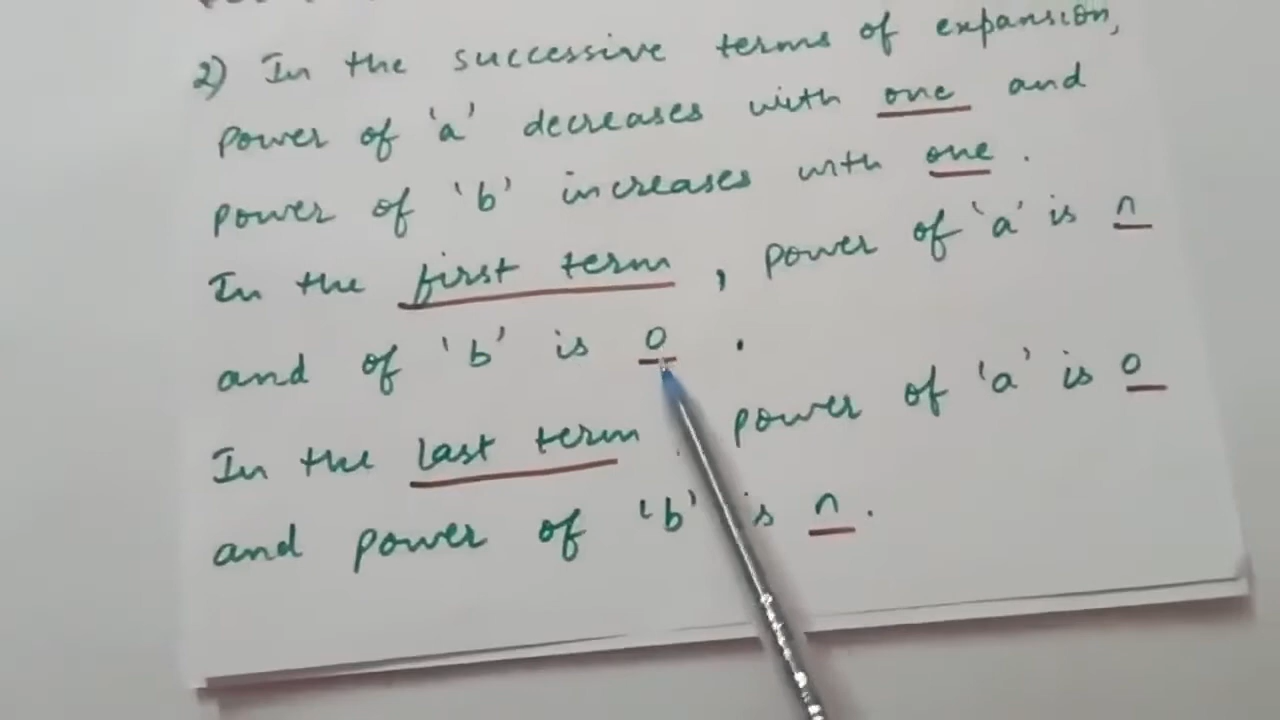 2) In the successive terms of expansion,
power of 'a' decreases with one and
power of 'b' increases with one .
In the first term , power of 'a' is n
and of 'b' is 0 .
In the last term , power of 'a' is 0
and power of 'b' is n .